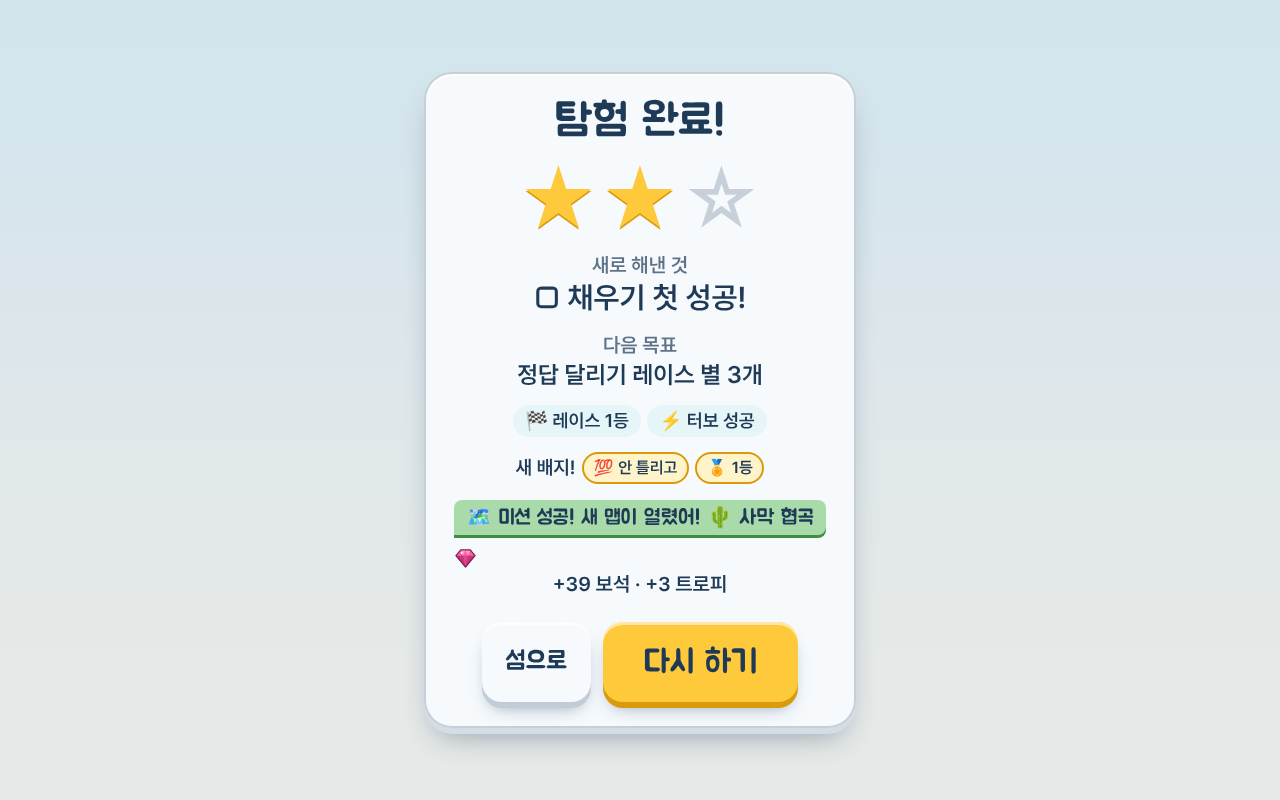 탐험 완료!
새로 해낸 것
□ 채우기 첫 성공!
다음 목표
정답 달리기 레이스 별 3개
🏁 레이스 1등 ⚡ 터보 성공
새 배지! 💯 안 틀리고 🏅 1등
🗺️ 미션 성공! 새 맵이 열렸어! 🌵 사막 협곡
+39 보석 · +3 트로피
섬으로 다시 하기